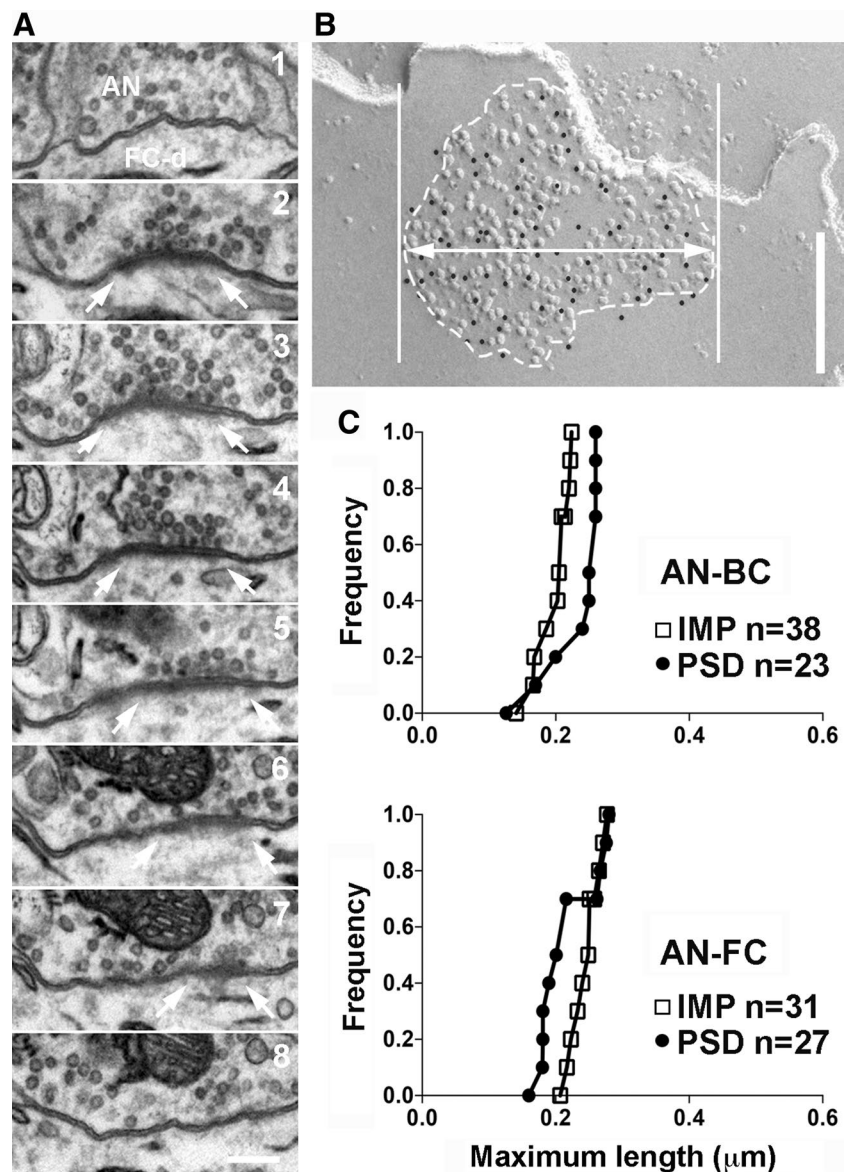 A
1
AN
FC-d
2
3
4
5
6
7
8
B
C
1.0
0.8
0.6
0.4
0.2
0.0
Frequency
AN-BC
IMP n=38
PSD n=23
0.0 0.2 0.4 0.6
1.0
0.8
0.6
0.4
0.2
0.0
Frequency
AN-FC
IMP n=31
PSD n=27
0.0 0.2 0.4 0.6
Maximum length (μm)